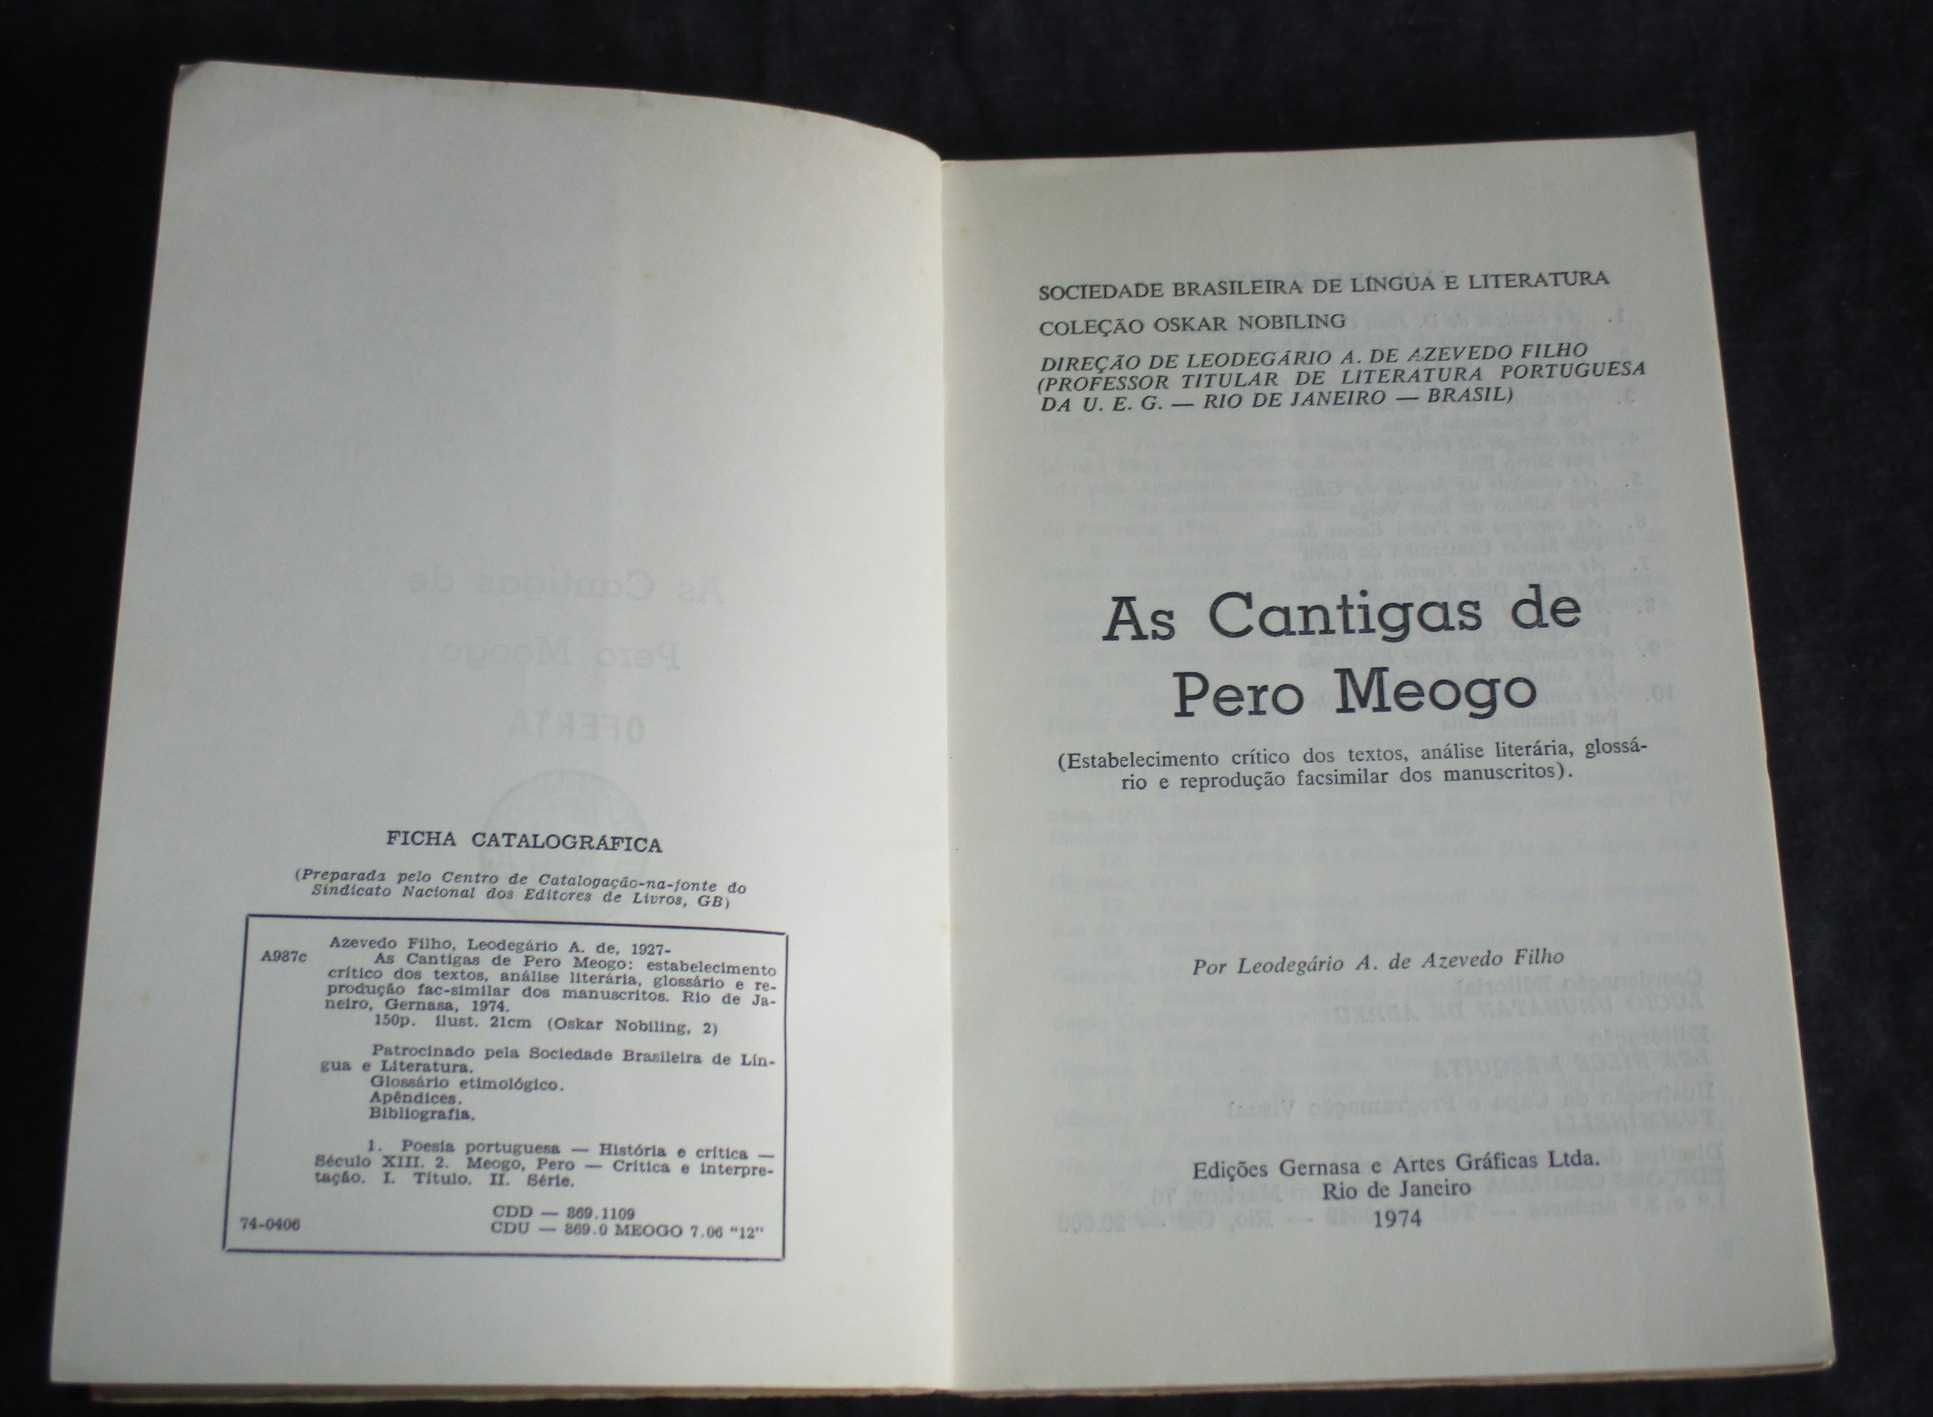 FICHA CATALOGRÁFICA
(Preparada pelo Centro de Catalogação-na-fonte do
Sindicato Nacional dos Editores de Livros, GB)
Azevedo Filho, Leodegário A. de, 1927-
A987c
As Cantigas de Pero Meogo: estabelecimento
crítico dos textos, análise literária, glossário e re-
produção fac-similar dos manuscritos. Rio de Ja-
neiro, Gernasa, 1974.
150p. ilust. 21cm (Oskar Nobiling, 2)
Patrocinado pela Sociedade Brasileira de Lín-
gua e Literatura.
Glossário etimológico.
Apêndices.
Bibliografia.
1. Poesia portuguesa — História e crítica —
Século XIII. 2. Meogo, Pero — Crítica e interpre-
tação. I. Título. II. Série.
CDD — 869.1109
74-0406
CDU — 869.0 MEOGO 7.06 "12"
SOCIEDADE BRASILEIRA DE LÍNGUA E LITERATURA
COLEÇÃO OSKAR NOBILING
DIREÇÃO DE LEODEGÁRIO A. DE AZEVEDO FILHO
(PROFESSOR TITULAR DE LITERATURA PORTUGUESA
DA U. E. G. — RIO DE JANEIRO — BRASIL)
As Cantigas de
Pero Meogo
(Estabelecimento crítico dos textos, análise literária, glossá-
rio e reprodução facsimilar dos manuscritos).
Por Leodegário A. de Azevedo Filho
Edições Gernasa e Artes Gráficas Ltda.
Rio de Janeiro
1974